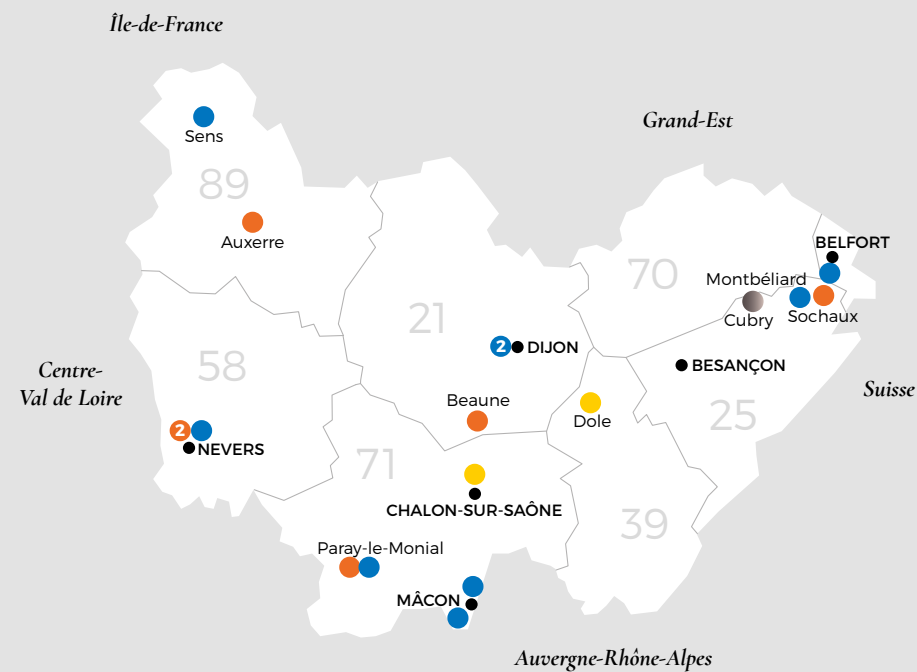 Île-de-France
Sens
Grand-Est
89
Auxerre
BELFORT
70
Montbéliard
Cubry
Sochaux
21
2
DIJON
58
BESANÇON
Centre-
Val de Loire
Suisse
Beaune
Dole
25
2
NEVERS
71
CHALON-SUR-SAÔNE
39
Paray-le-Monial
MÂCON
Auvergne-Rhône-Alpes